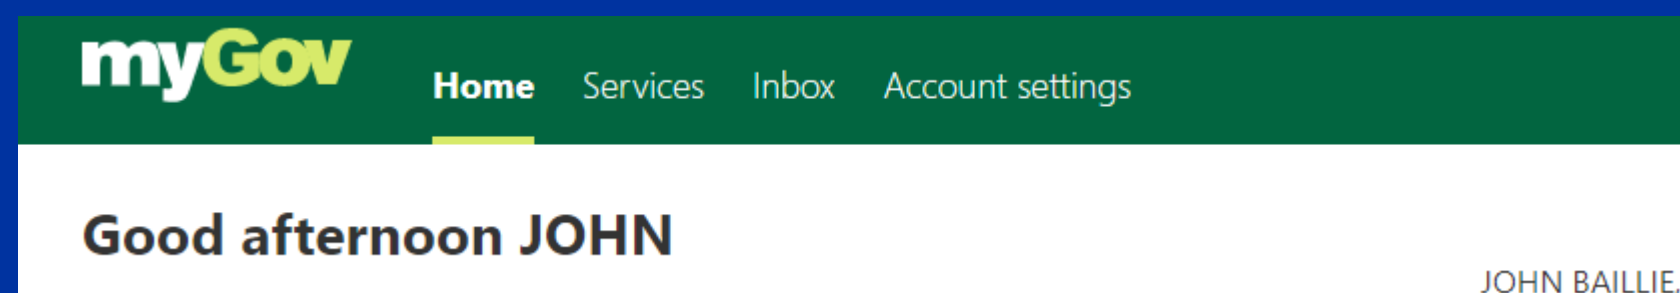 myGov
Home Services Inbox Account settings
Good afternoon JOHN
JOHN BAILLIE,